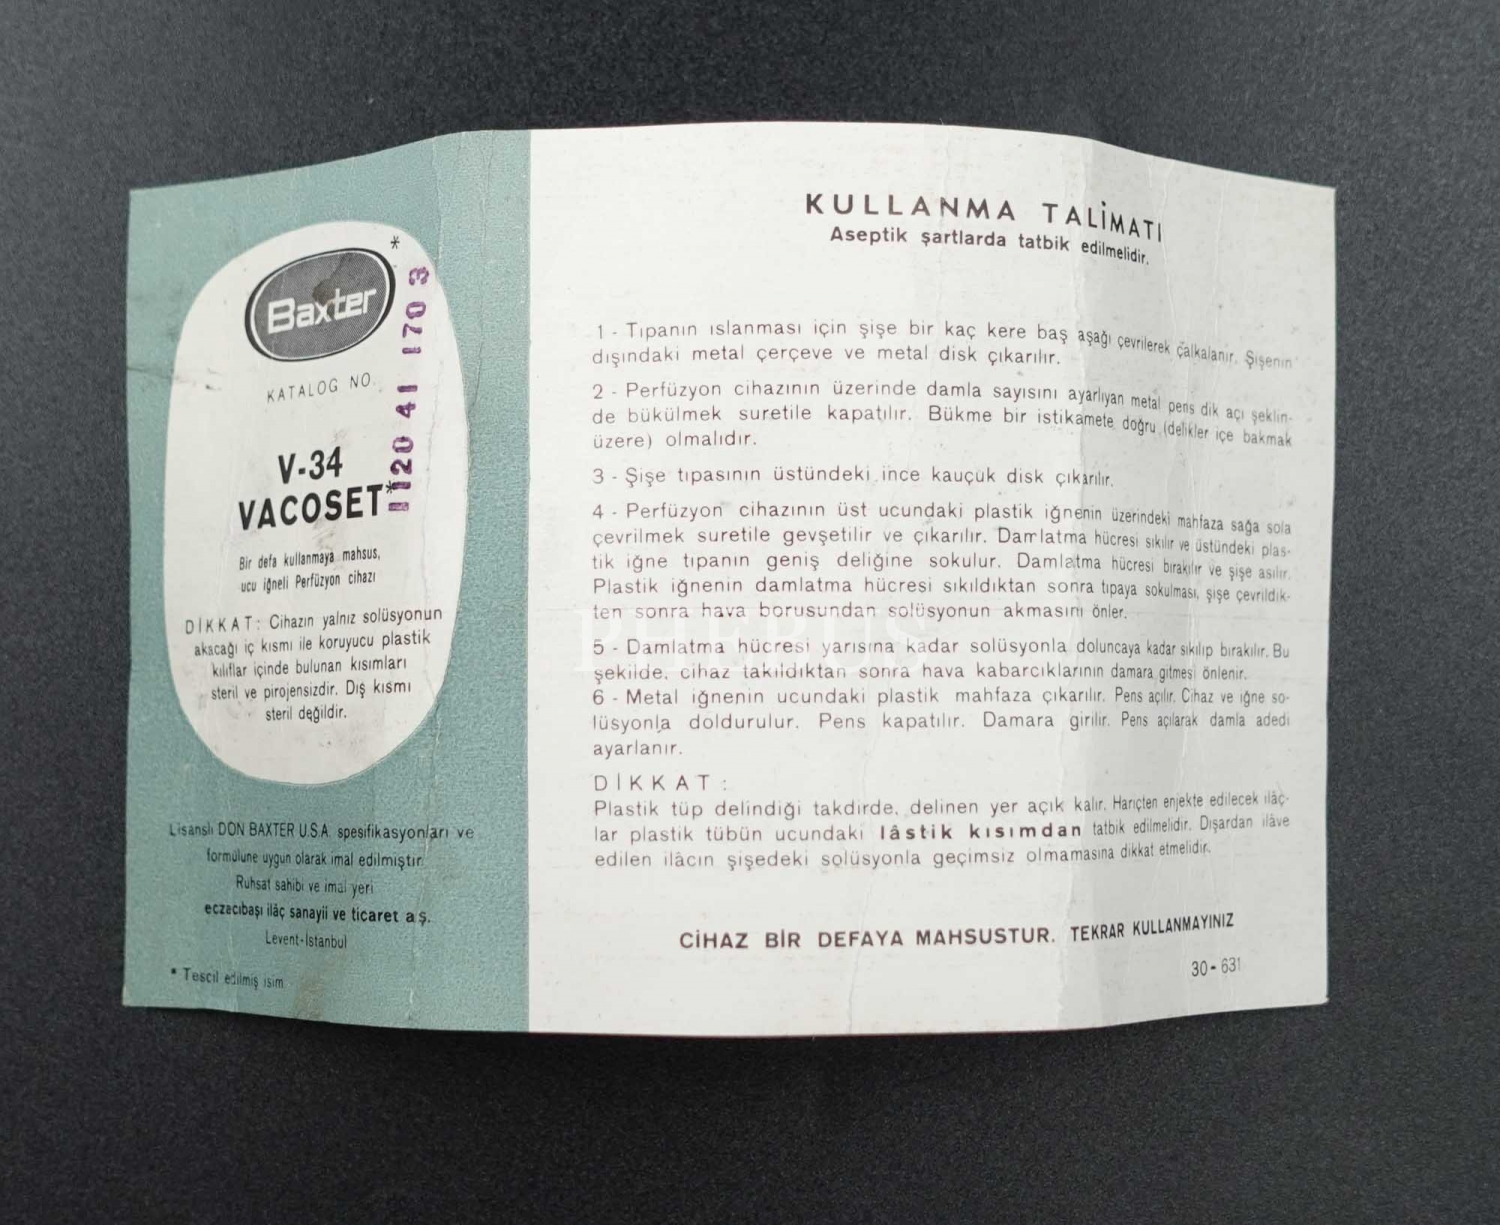 *
Baxter
KATALOG NO.
1120 41 1703
V-34
VACOSET*
Bir defa kullanmaya mahsus,
ucu iğneli Perfüzyon cihazı
DİKKAT: Cihazın yalnız solüsyonun
akacağı iç kısmı ile koruyucu plastik
kılıflar içinde bulunan kısımları
steril ve pirojensizdir. Dış kısmı
steril değildir.
Lisanslı DON BAXTER U.S.A. spesifikasyonları ve
formülüne uygun olarak imal edilmiştir.
Ruhsat sahibi ve imal yeri
eczacıbaşı ilâç sanayii ve ticaret a.ş.
Levent-İstanbul
* Tescil edilmiş isim
KULLANMA TALİMATI
Aseptik şartlarda tatbik edilmelidir.
1 - Tıpanın ıslanması için şişe bir kaç kere baş aşağı çevrilerek çalkalanır. Şişenin
dışındaki metal çerçeve ve metal disk çıkarılır.
2 - Perfüzyon cihazının üzerinde damla sayısını ayarlıyan metal pens dik açı şeklin-
de bükülmek suretile kapatılır. Bükme bir istikamete doğru (delikler içe bakmak
üzere) olmalıdır.
3 - Şişe tıpasının üstündeki ince kauçuk disk çıkarılır.
4 - Perfüzyon cihazının üst ucundaki plastik iğnenin üzerindeki mahfaza sağa sola
çevrilmek suretile gevşetilir ve çıkarılır. Damlatma hücresi sıkılır ve üstündeki plas-
tik iğne tıpanın geniş deliğine sokulur. Damlatma hücresi bırakılır ve şişe asılır.
Plastik iğnenin damlatma hücresi sıkıldıktan sonra tıpaya sokulması, şişe çevrildik-
ten sonra hava borusundan solüsyonun akmasını önler.
PHEBUS
5 - Damlatma hücresi yarısına kadar solüsyonla doluncaya kadar sıkılıp bırakılır. Bu
şekilde, cihaz takıldıktan sonra hava kabarcıklarının damara gitmesi önlenir.
6 - Metal iğnenin ucundaki plastik mahfaza çıkarılır. Pens açılır. Cihaz ve iğne so-
lüsyonla doldurulur. Pens kapatılır. Damara girilir. Pens açılarak damla adedi
ayarlanır.
DİKKAT:
Plastik tüp delindiği takdirde, delinen yer açık kalır. Hariçten enjekte edilecek ilâç-
lar plastik tübün ucundaki lâstik kısımdan tatbik edilmelidir. Dışardan ilâve
edilen ilâcın şişedeki solüsyonla geçimsiz olmamasına dikkat etmelidir.
CİHAZ BİR DEFAYA MAHSUSTUR. TEKRAR KULLANMAYINIZ
30-631